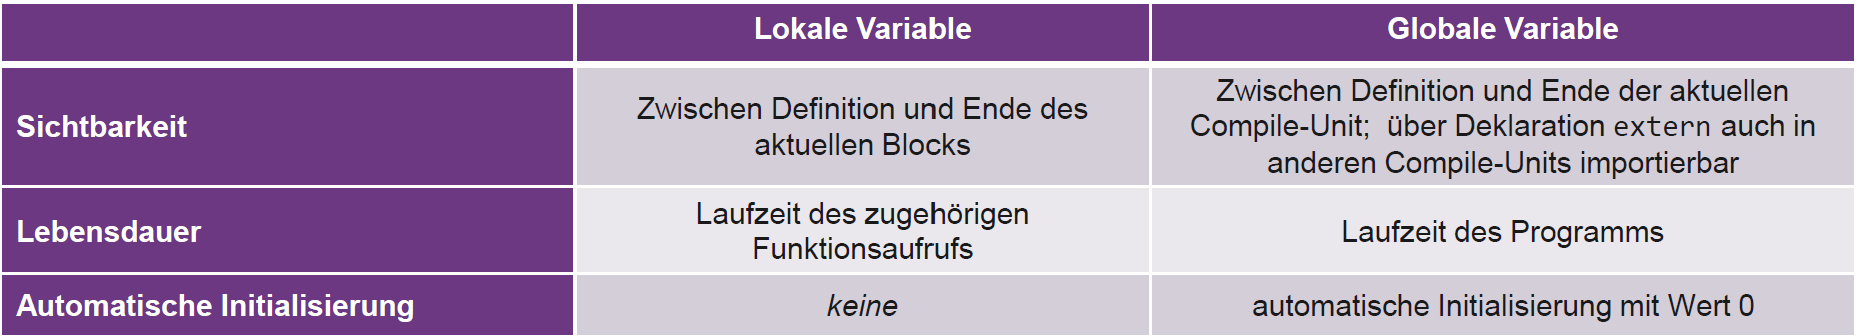 Lokale Variable
Globale Variable
Sichtbarkeit
Zwischen Definition und Ende des
aktuellen Blocks
Zwischen Definition und Ende der aktuellen
Compile-Unit; über Deklaration extern auch in
anderen Compile-Units importierbar
Lebensdauer
Laufzeit des zugehörigen
Funktionsaufrufs
Laufzeit des Programms
Automatische Initialisierung
keine
automatische Initialisierung mit Wert 0